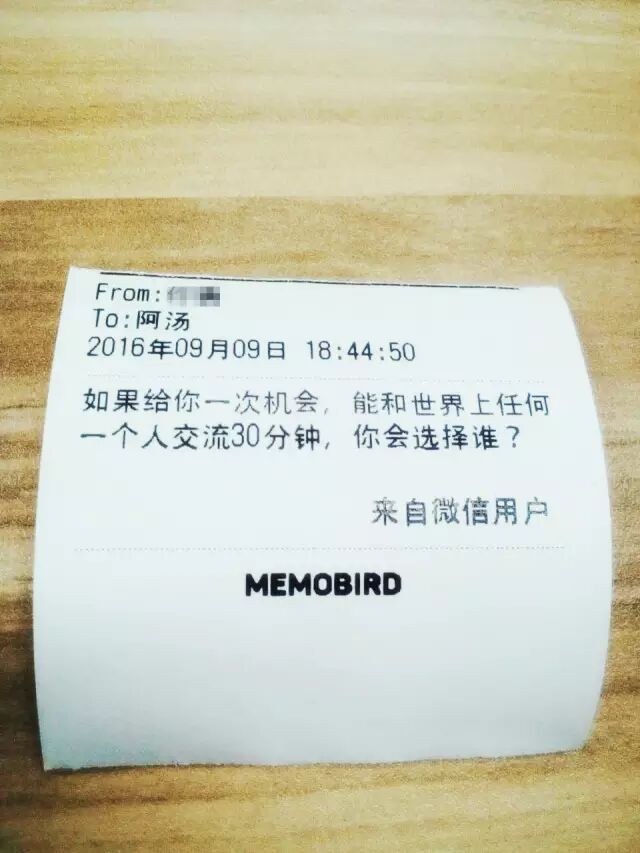 From:
To:阿汤
2016年09月09日 18:44:50
如果给你一次机会，能和世界上任何
一个人交流30分钟，你会选择谁？
来自微信用户
MEMOBIRD